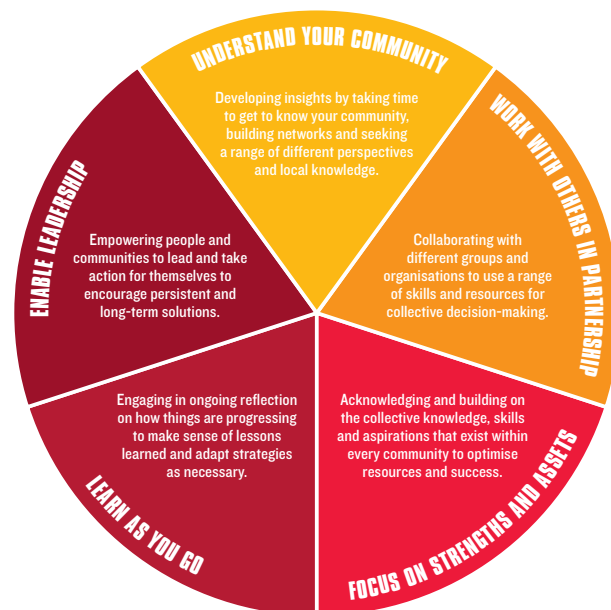 UNDERSTAND YOUR COMMUNITY
Developing insights by taking time
to get to know your community,
building networks and seeking
a range of different perspectives
and local knowledge.
WORK WITH OTHERS IN PARTNERSHIP
Collaborating with
different groups and
organisations to use a range
of skills and resources for
collective decision-making.
FOCUS ON STRENGTHS AND ASSETS
Acknowledging and building on
the collective knowledge, skills
and aspirations that exist within
every community to optimise
resources and success.
LEARN AS YOU GO
Engaging in ongoing reflection
on how things are progressing
to make sense of lessons
learned and adapt strategies
as necessary.
ENABLE LEADERSHIP
Empowering people and
communities to lead and take
action for themselves to
encourage persistent and
long-term solutions.